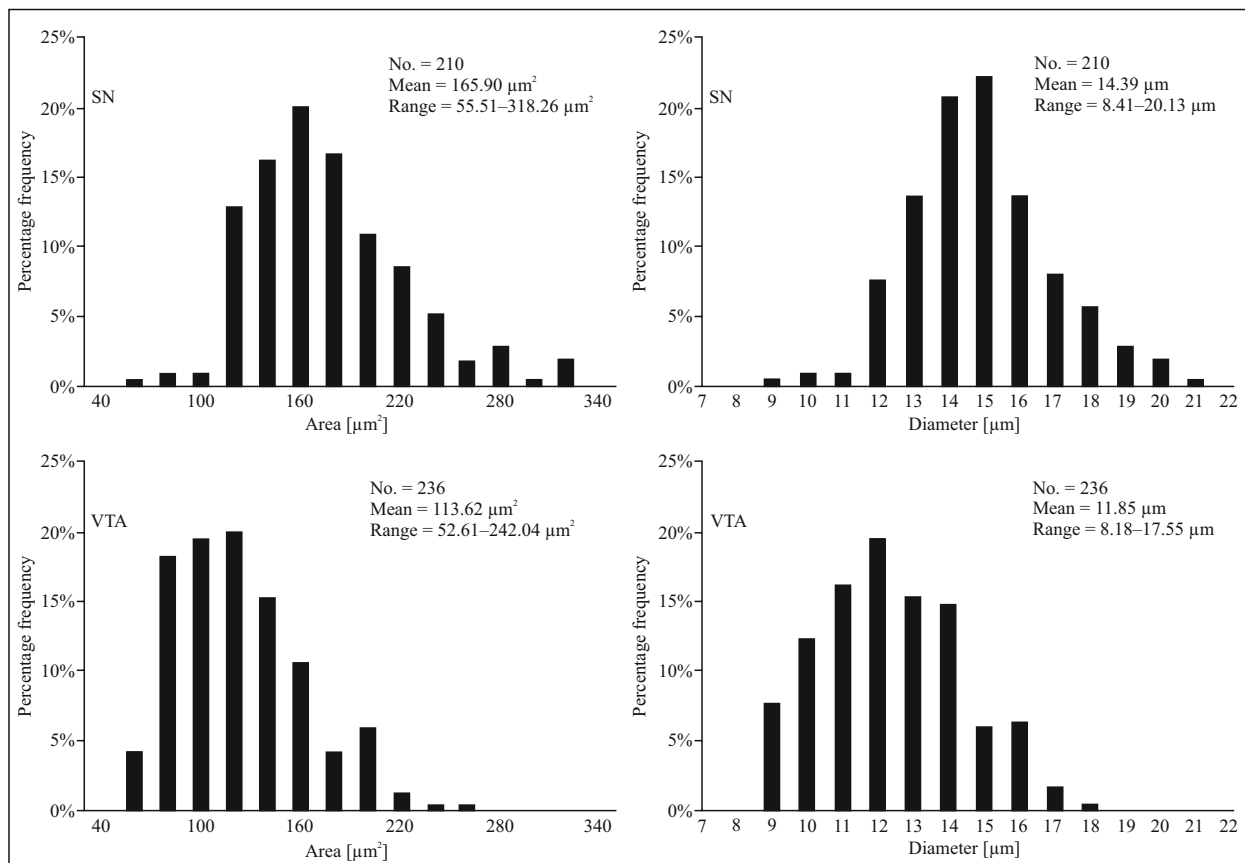 25%
20%
15%
10%
5%
0%
Percentage frequency
SN
No. = 210
Mean = 165.90 µm²
Range = 55.51–318.26 µm²
40 100 160 220 280 340
Area [µm²]
25%
20%
15%
10%
5%
0%
Percentage frequency
SN
No. = 210
Mean = 14.39 µm
Range = 8.41–20.13 µm
7 8 9 10 11 12 13 14 15 16 17 18 19 20 21 22
Diameter [µm]
25%
20%
15%
10%
5%
0%
Percentage frequency
VTA
No. = 236
Mean = 113.62 µm²
Range = 52.61–242.04 µm²
40 100 160 220 280 340
Area [µm²]
25%
20%
15%
10%
5%
0%
Percentage frequency
VTA
No. = 236
Mean = 11.85 µm
Range = 8.18–17.55 µm
7 8 9 10 11 12 13 14 15 16 17 18 19 20 21 22
Diameter [µm]